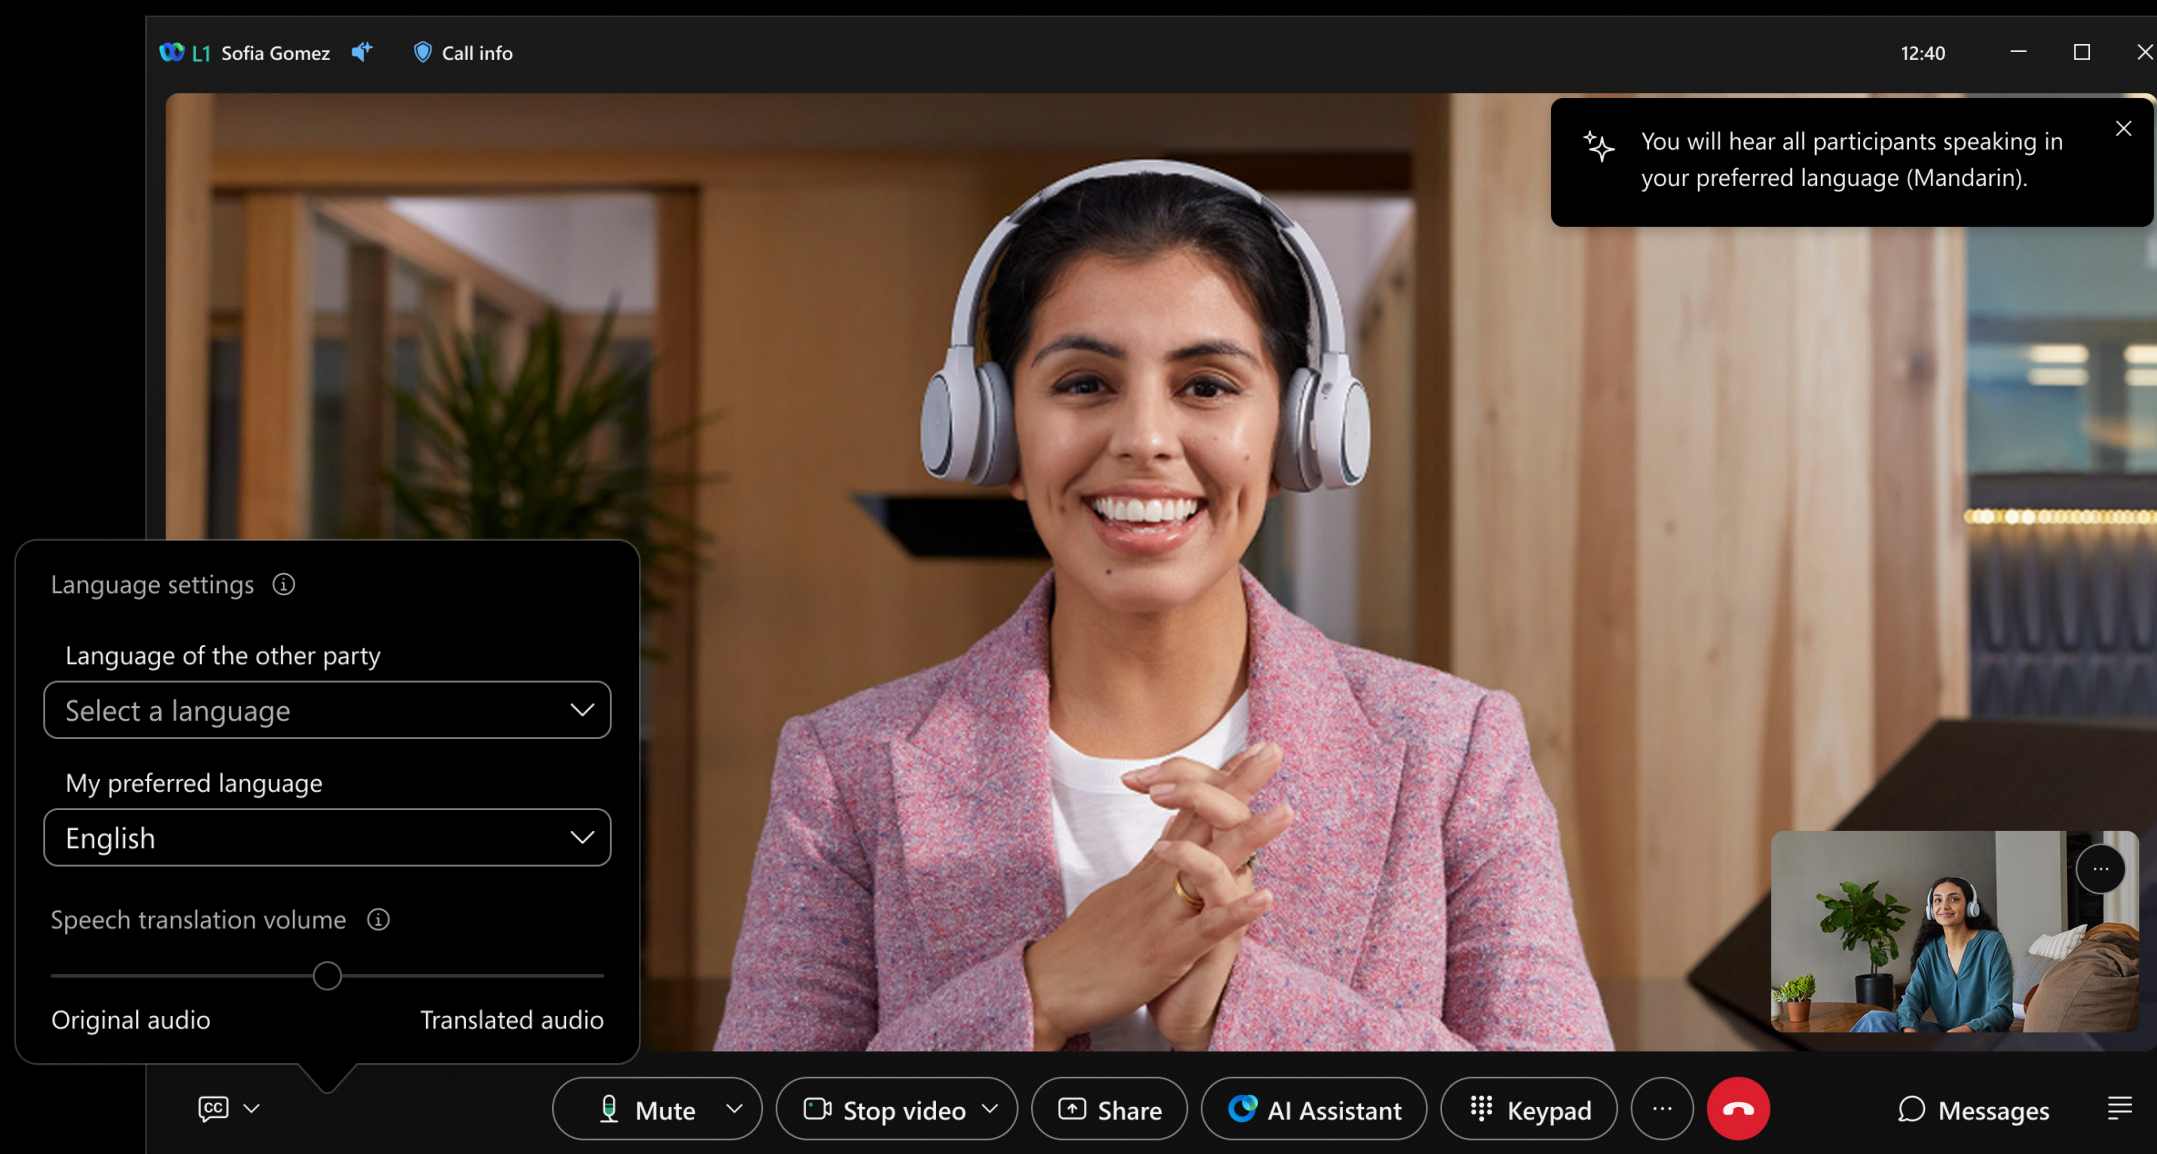 L1 Sofia Gomez Call info 12:40
You will hear all participants speaking in
your preferred language (Mandarin).
Language settings
Language of the other party
Select a language
My preferred language
English
Speech translation volume
Original audio Translated audio
CC Mute Stop video Share AI Assistant Keypad Messages